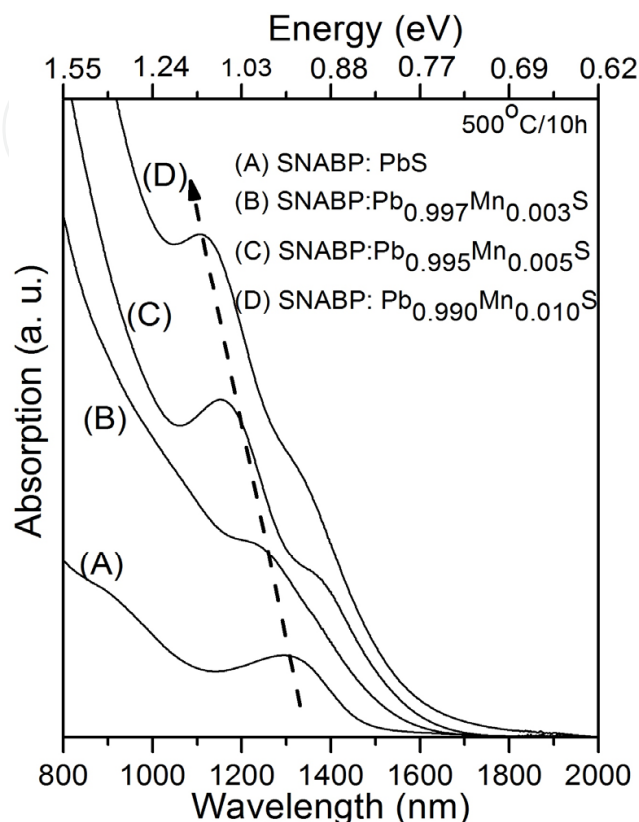 Energy (eV)
1.55 1.24 1.03 0.88 0.77 0.69 0.62
500°C/10h
(A) SNABP: PbS
(B) SNABP:Pb0.997Mn0.003S
(C) SNABP:Pb0.995Mn0.005S
(D) SNABP: Pb0.990Mn0.010S
(D)
(C)
(B)
(A)
Absorption (a. u.)
800 1000 1200 1400 1600 1800 2000
Wavelength (nm)